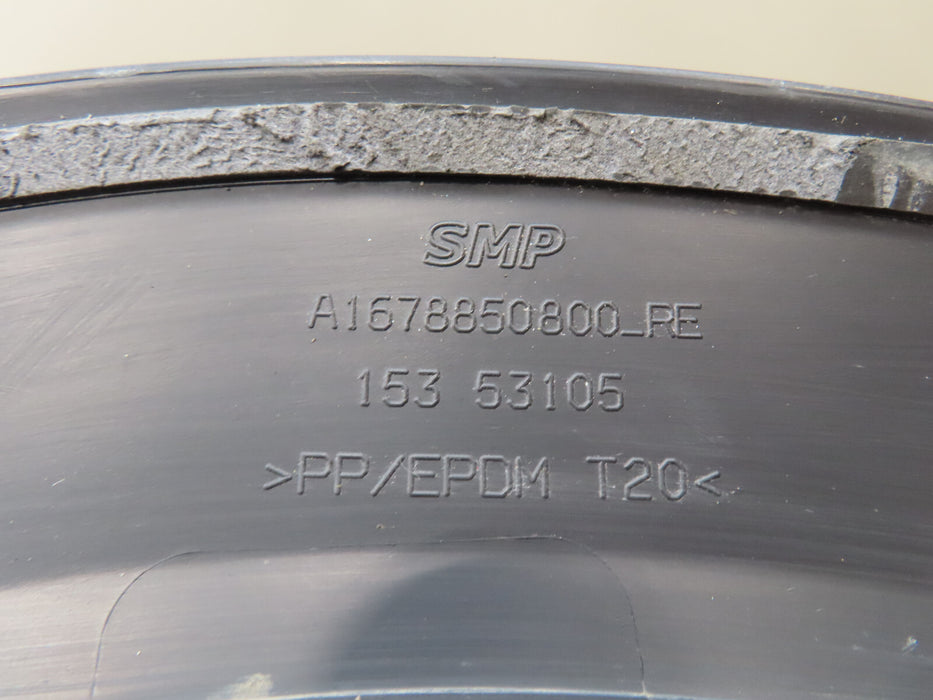 SMP
A1678850800_RE
153 53105
>PP/EPDM T20<